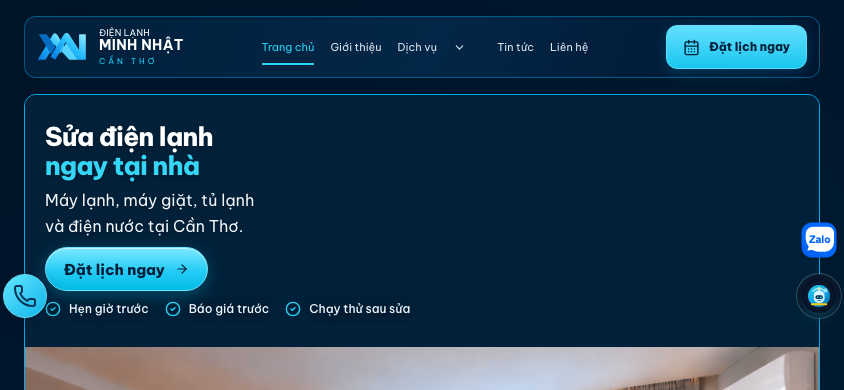 ĐIỆN LẠNH
MINH NHẬT
CẦN THƠ
Trang chủ
Giới thiệu
Dịch vụ
Tin tức
Liên hệ
Đặt lịch ngay
Sửa điện lạnh
ngay tại nhà
Máy lạnh, máy giặt, tủ lạnh
và điện nước tại Cần Thơ.
Đặt lịch ngay
Hẹn giờ trước
Báo giá trước
Chạy thử sau sửa
Zalo